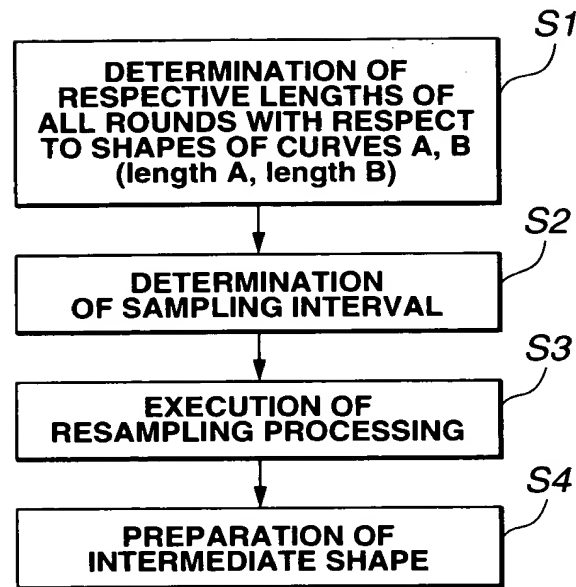 S1
DETERMINATION OF
RESPECTIVE LENGTHS OF
ALL ROUNDS WITH RESPECT
TO SHAPES OF CURVES A, B
(length A, length B)
S2
DETERMINATION
OF SAMPLING INTERVAL
S3
EXECUTION OF
RESAMPLING PROCESSING
S4
PREPARATION OF
INTERMEDIATE SHAPE